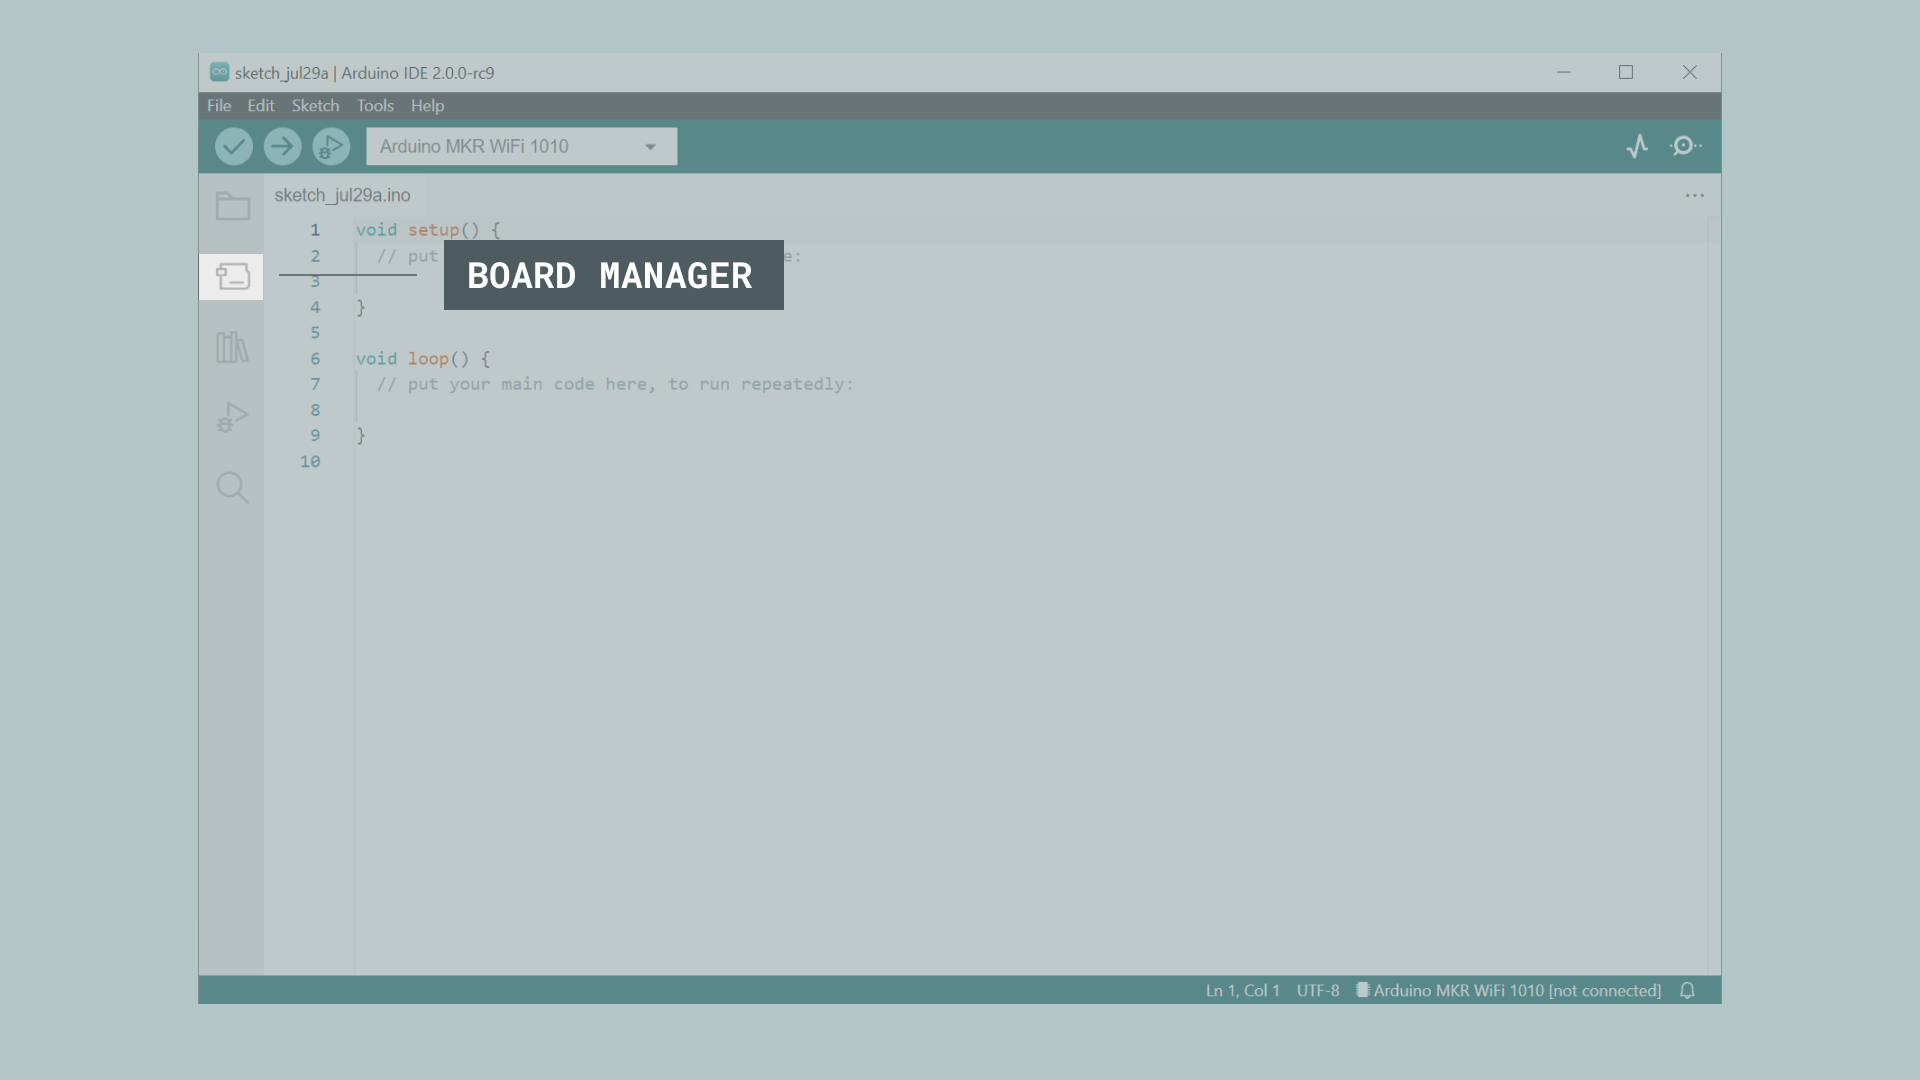 sketch_jul29a | Arduino IDE 2.0.0-rc9
File Edit Sketch Tools Help
Arduino MKR WiFi 1010
sketch_jul29a.ino
1 void setup() {
2 // put e:
BOARD MANAGER
3
4 }
5
6 void loop() {
7 // put your main code here, to run repeatedly:
8
9 }
10
Ln 1, Col 1 UTF-8 Arduino MKR WiFi 1010 [not connected]